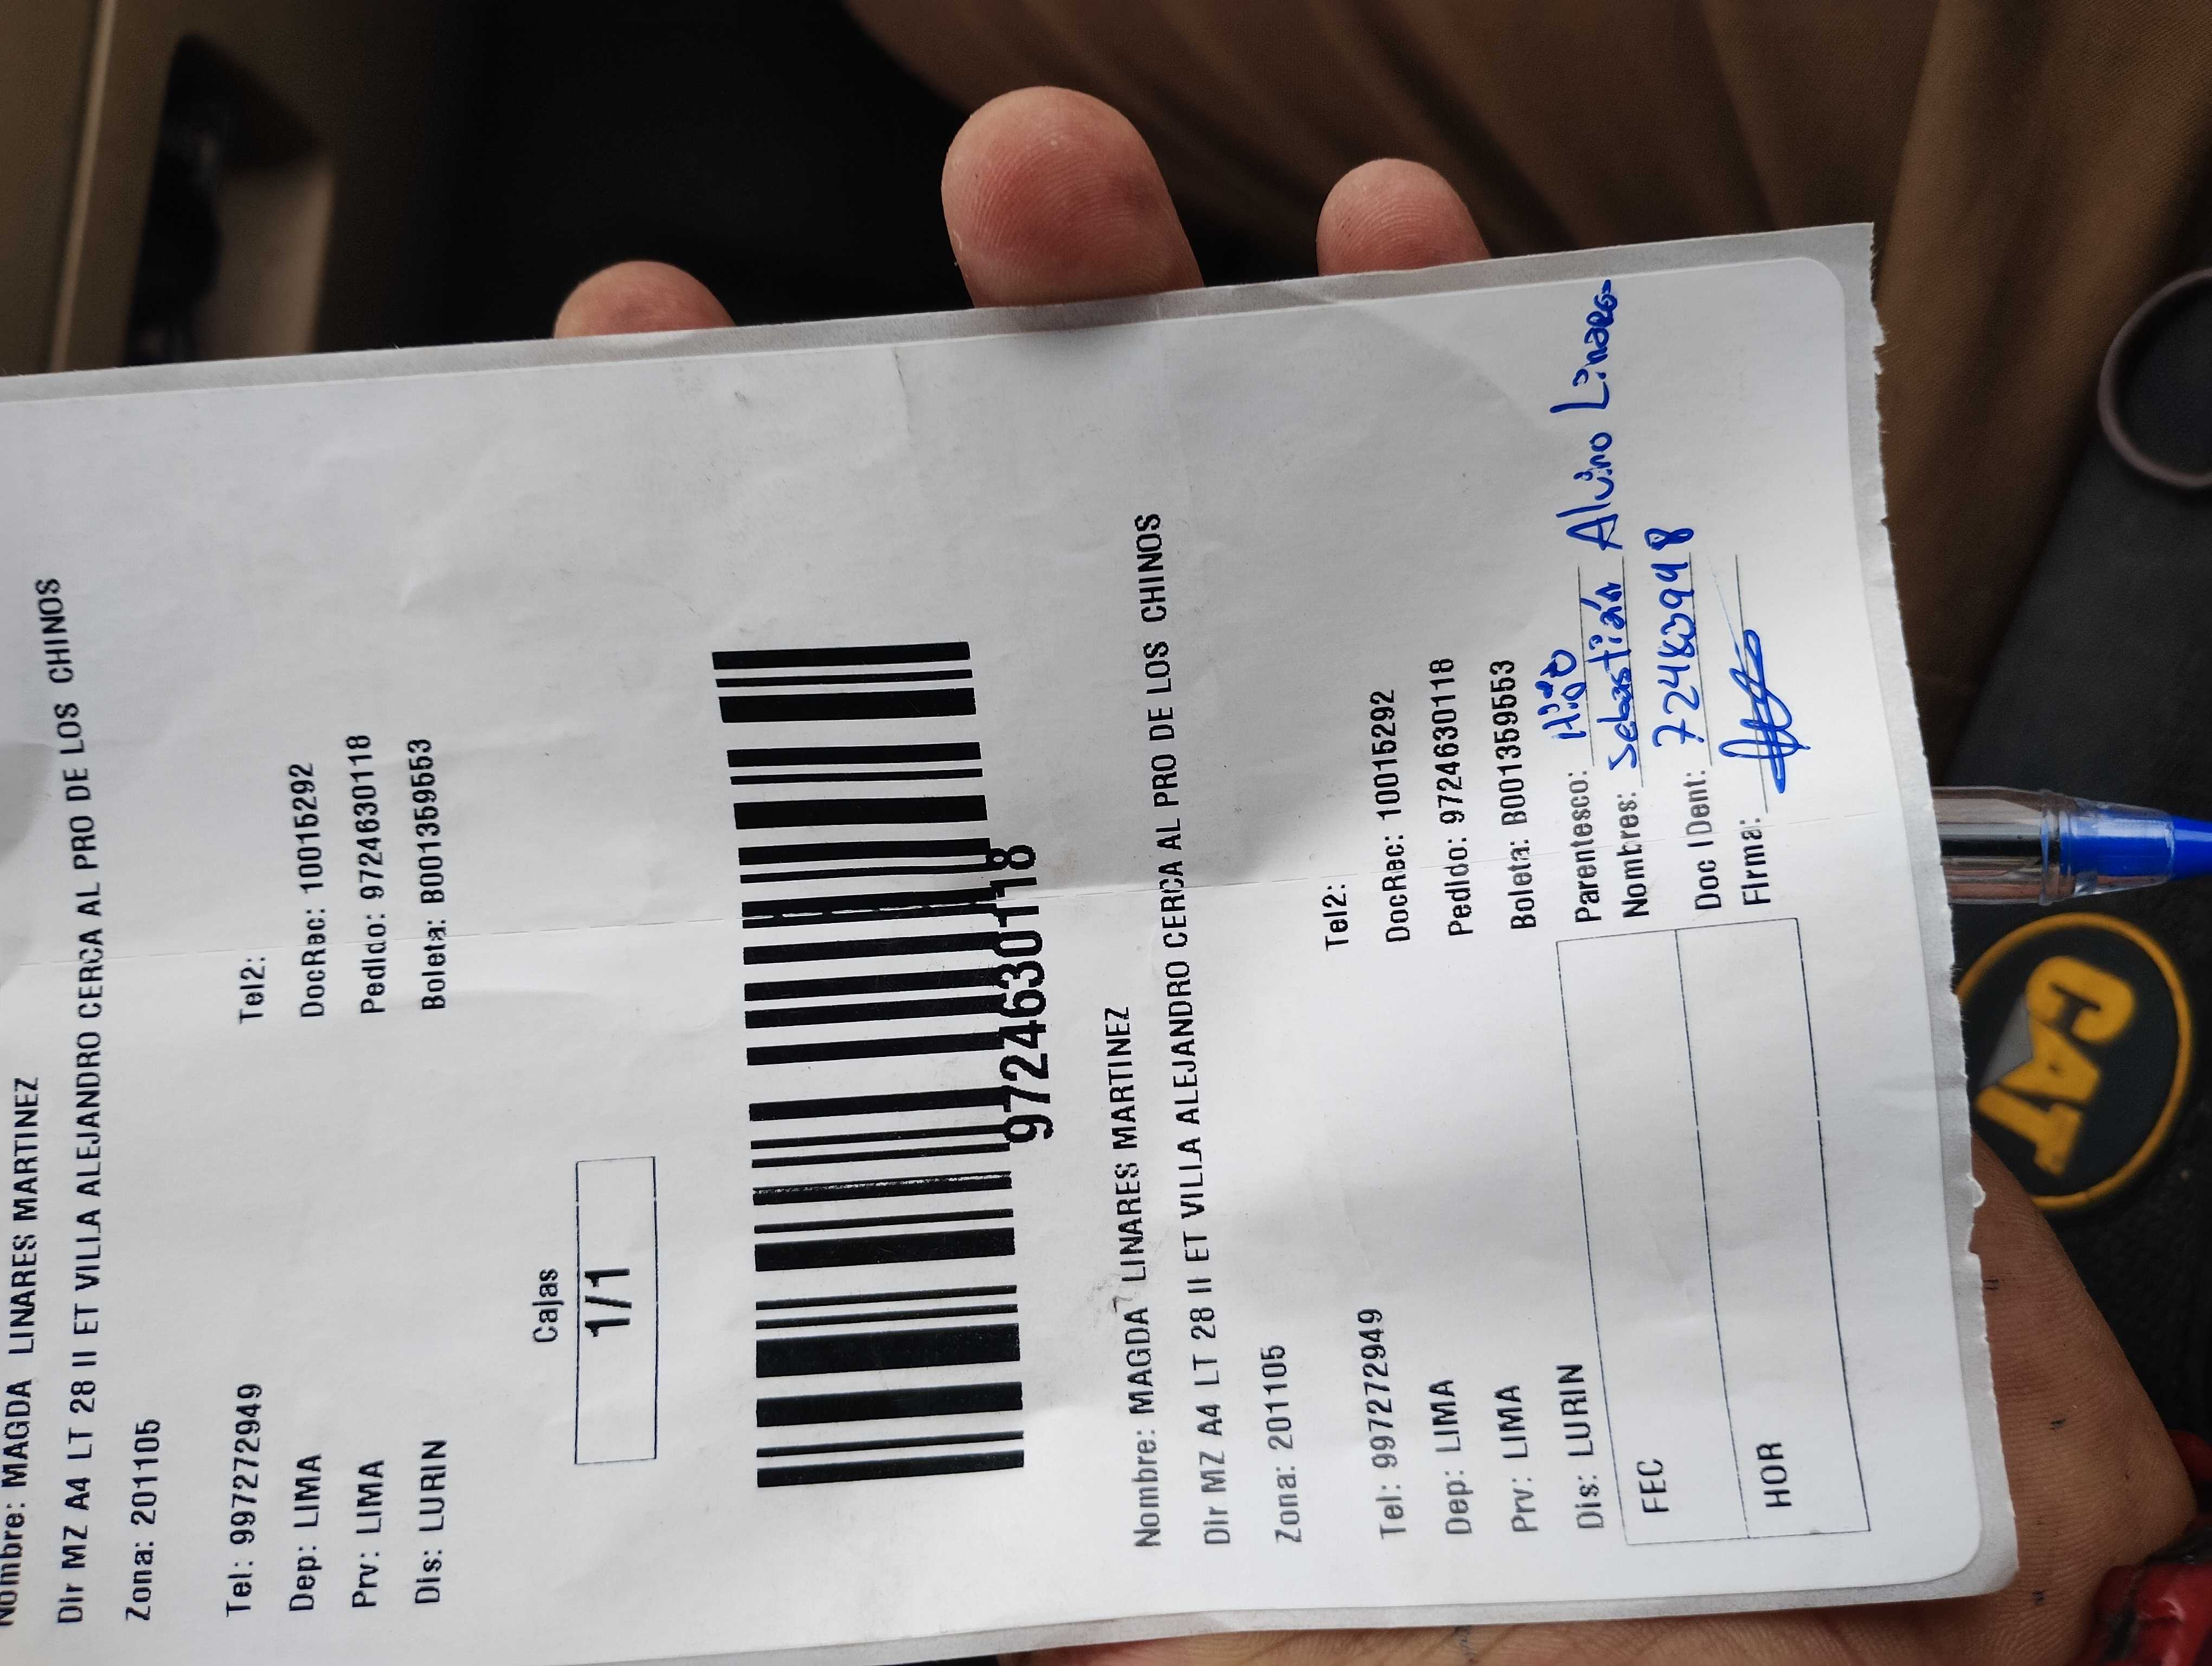 Nombre: MAGDA LINARES MARTINEZ
Dir MZ A4 LT 28 II ET VILLA ALEJANDRO CERCA AL PRO DE LOS CHINOS
Zona: 201105
Tel: 997272949 Tel2:
Dep: LIMA DocRec: 10015292
Prv: LIMA Pedido: 9724630118
Dis: LURIN Boleta: B001359553
Cajas
1/1
9724630118
Nombre: MAGDA LINARES MARTINEZ
Dir MZ A4 LT 28 II ET VILLA ALEJANDRO CERCA AL PRO DE LOS CHINOS
Zona: 201105
Tel2:
Tel: 997272949 DocRec: 10015292
Dep: LIMA Pedido: 9724630118
Prv: LIMA Boleta: B001359553
Dis: LURIN Parentesco: Hijo
FEC Nombres: Sebastián Alvino Linares
Doc IDent:
HOR Firma:
CAT